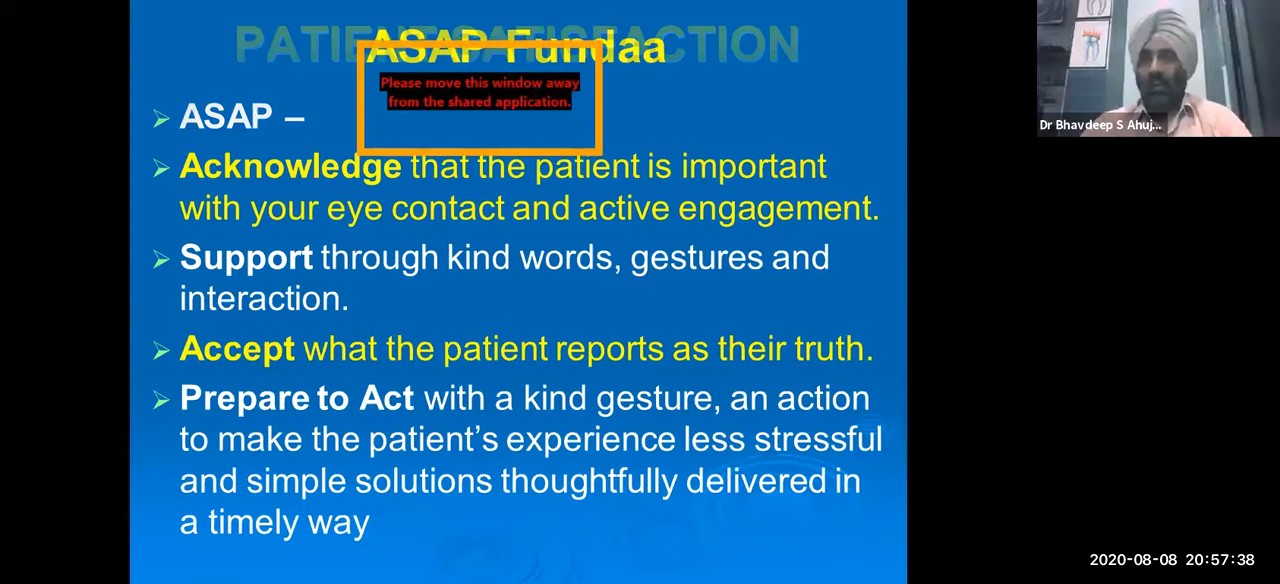 PATIENT SATISFACTION
ASAP Fundaa
Please move this window away
from the shared application.
ASAP –
Acknowledge that the patient is important
with your eye contact and active engagement.
Support through kind words, gestures and
interaction.
Accept what the patient reports as their truth.
Prepare to Act with a kind gesture, an action
to make the patient’s experience less stressful
and simple solutions thoughtfully delivered in
a timely way
Dr Bhavdeep S Ahuj...
2020-08-08 20:57:38